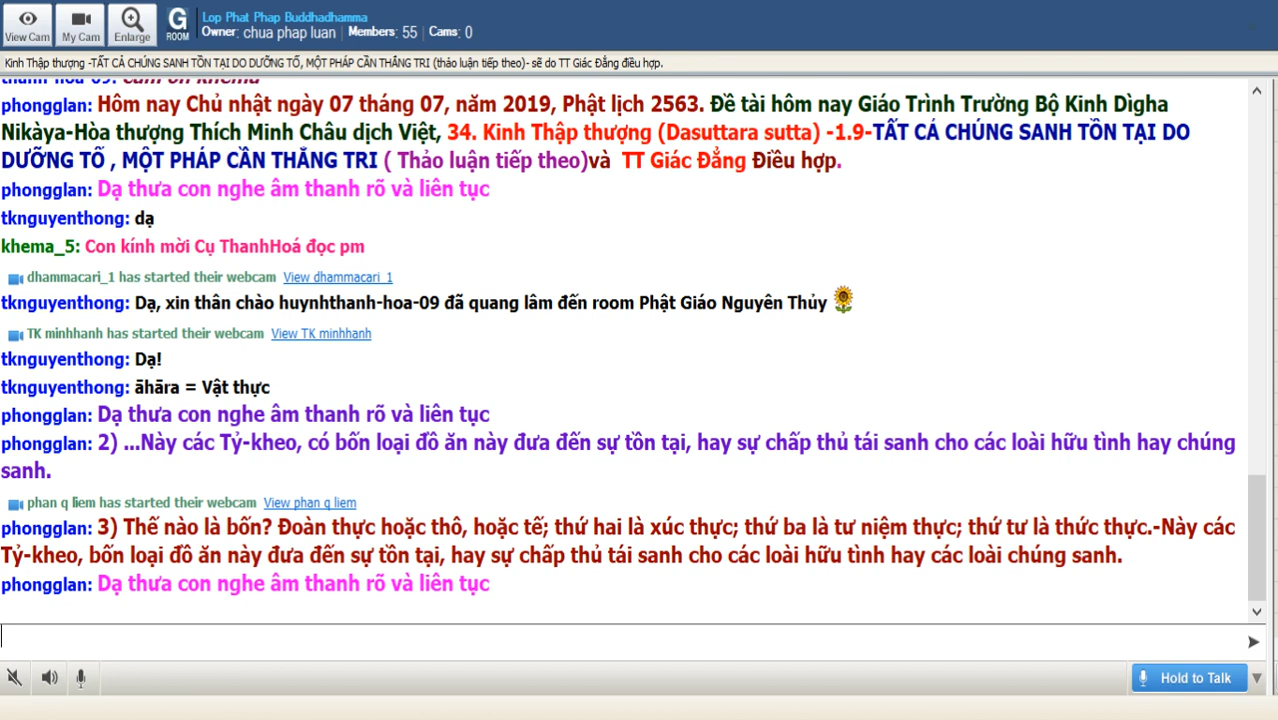 View Cam
My Cam
Enlarge
G
ROOM
Lop Phat Phap Buddhadhamma
Owner: chua phap luan | Members: 55 | Cams: 0
Kinh Thập thượng -TẤT CẢ CHÚNG SANH TỒN TẠI DO DƯỠNG TỐ, MỘT PHÁP CẦN THẮNG TRI (thảo luận tiếp theo)- sẽ do TT Giác Đẳng điều hợp.
thanh-hoa-09: cám ơn khema
phongglan: Hôm nay Chủ nhật ngày 07 tháng 07, năm 2019, Phật lịch 2563. Đề tài hôm nay Giáo Trình Trường Bộ Kinh Dìgha
Nikàya-Hòa thượng Thích Minh Châu dịch Việt, 34. Kinh Thập thượng (Dasuttara sutta) -1.9-TẤT CẢ CHÚNG SANH TỒN TẠI DO
DƯỠNG TỐ , MỘT PHÁP CẦN THẮNG TRI ( Thảo luận tiếp theo)và TT Giác Đẳng Điều hợp.
phongglan: Dạ thưa con nghe âm thanh rõ và liên tục
tknguyenthong: dạ
khema_5: Con kính mời Cụ ThanhHoá đọc pm
dhammacari_1 has started their webcam View dhammacari_1
tknguyenthong: Dạ, xin thân chào huynhthanh-hoa-09 đã quang lâm đến room Phật Giáo Nguyên Thủy
TK minhhanh has started their webcam View TK minhhanh
tknguyenthong: Dạ!
tknguyenthong: āhāra = Vật thực
phongglan: Dạ thưa con nghe âm thanh rõ và liên tục
phongglan: 2) ...Này các Tỷ-kheo, có bốn loại đồ ăn này đưa đến sự tồn tại, hay sự chấp thủ tái sanh cho các loài hữu tình hay chúng
sanh.
phan q liem has started their webcam View phan q liem
phongglan: 3) Thế nào là bốn? Đoàn thực hoặc thô, hoặc tế; thứ hai là xúc thực; thứ ba là tư niệm thực; thứ tư là thức thực.-Này các
Tỷ-kheo, bốn loại đồ ăn này đưa đến sự tồn tại, hay sự chấp thủ tái sanh cho các loài hữu tình hay các loài chúng sanh.
phongglan: Dạ thưa con nghe âm thanh rõ và liên tục
Hold to Talk